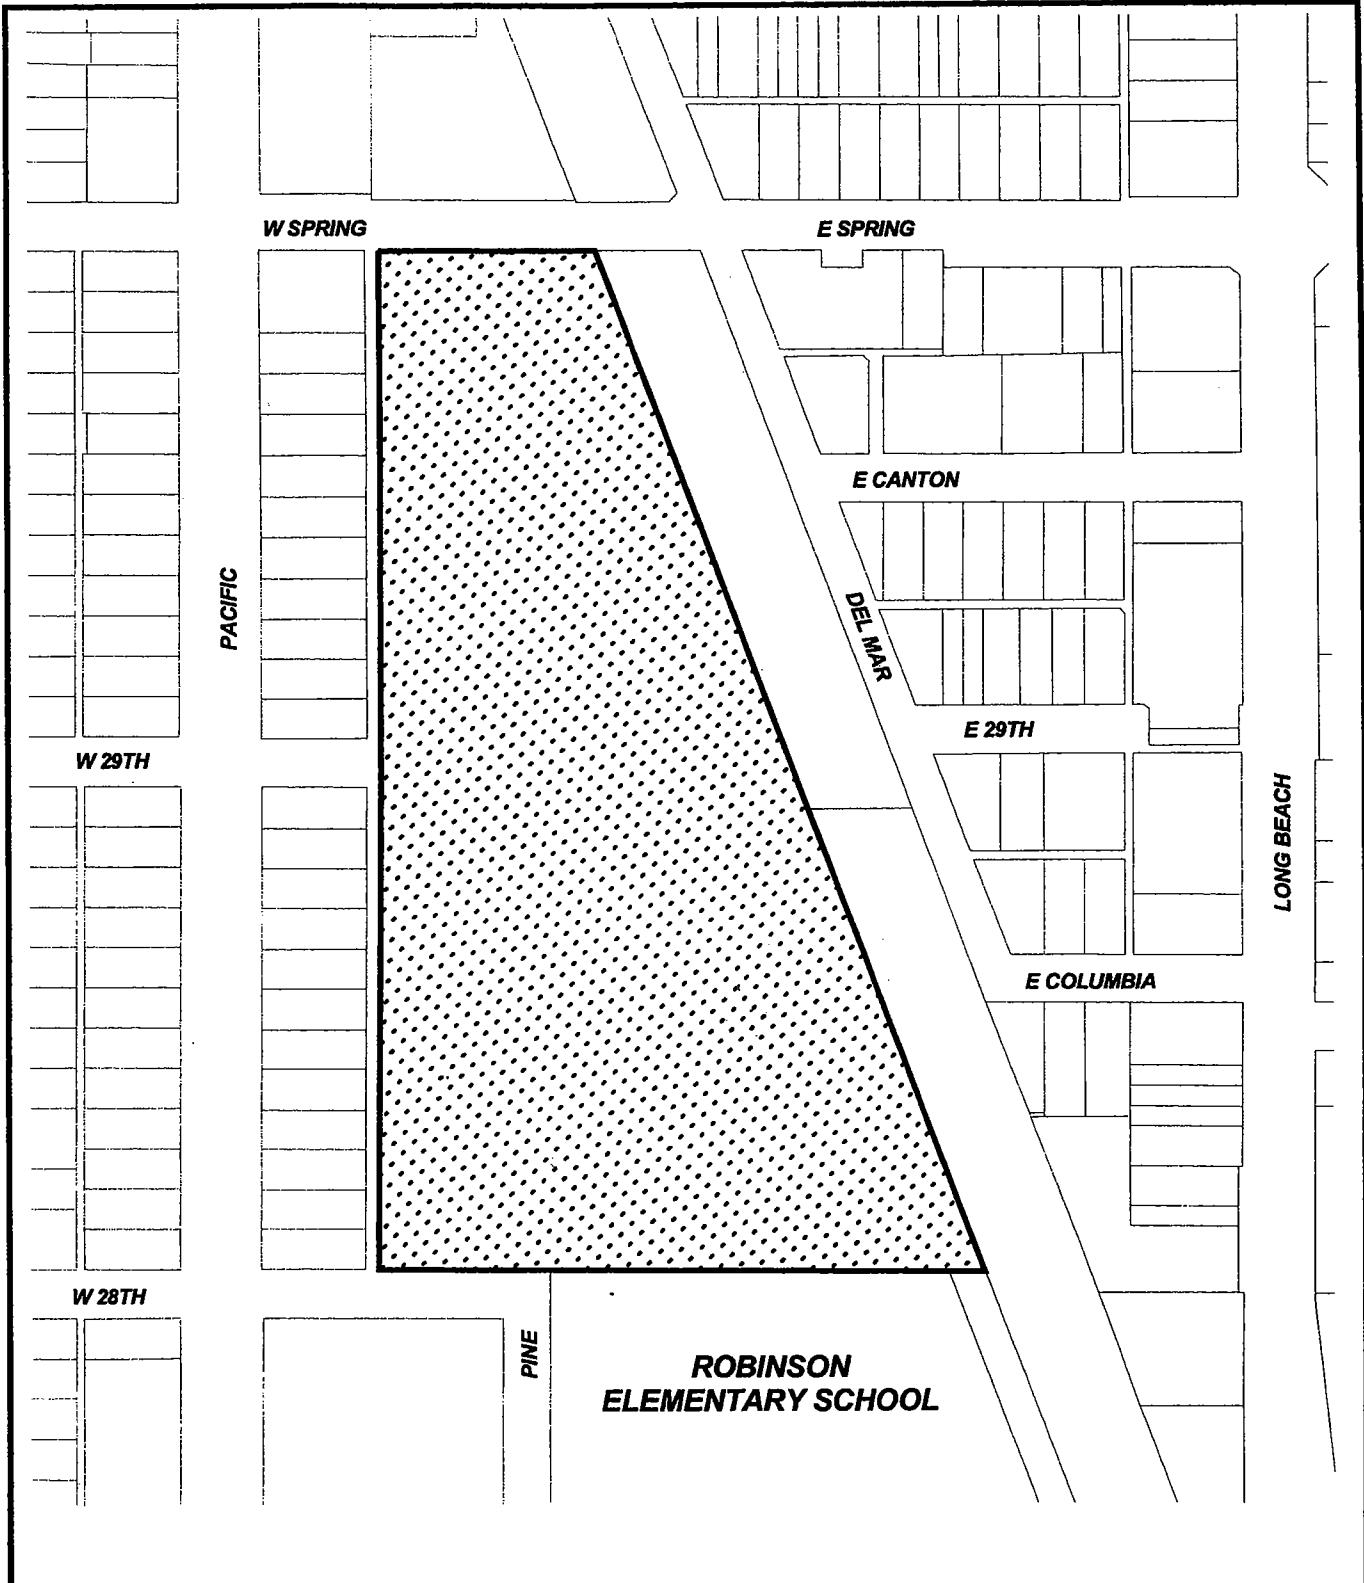 W SPRING
E SPRING
E CANTON
PACIFIC
DEL MAR
E 29TH
W 29TH
LONG BEACH
E COLUMBIA
W 28TH
PINE
ROBINSON
ELEMENTARY SCHOOL